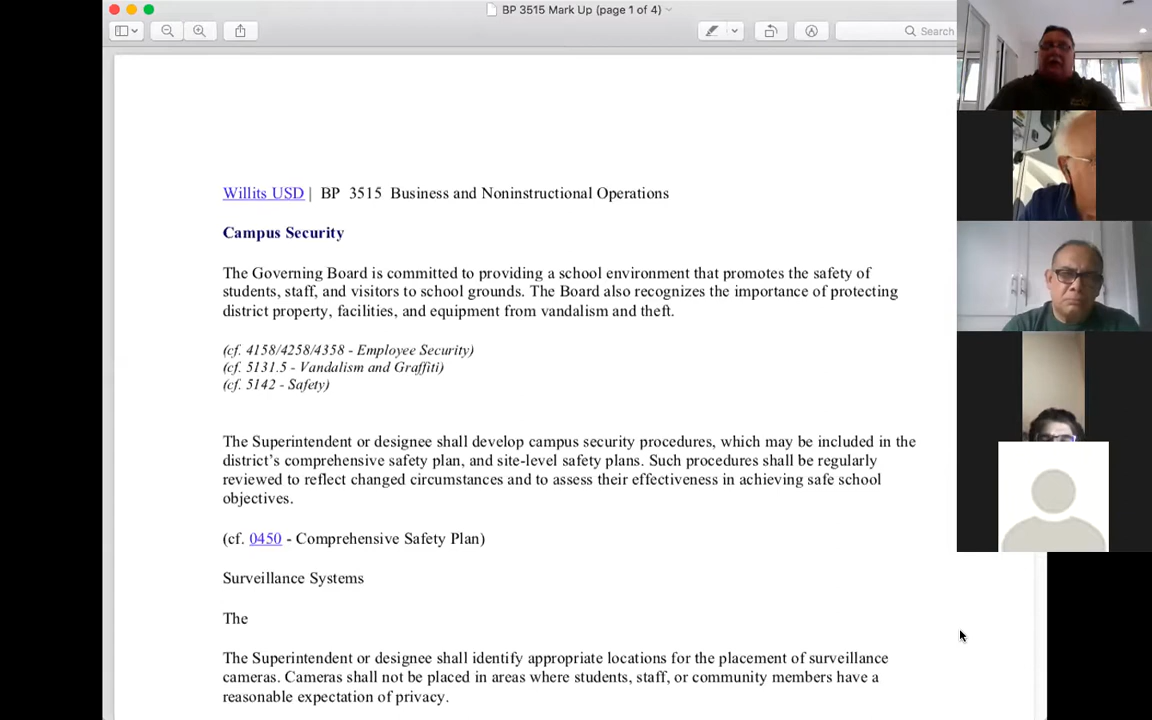 BP 3515 Mark Up (page 1 of 4)
Search
Willits USD | BP 3515 Business and Noninstructional Operations
Campus Security
The Governing Board is committed to providing a school environment that promotes the safety of
students, staff, and visitors to school grounds. The Board also recognizes the importance of protecting
district property, facilities, and equipment from vandalism and theft.
(cf. 4158/4258/4358 - Employee Security)
(cf. 5131.5 - Vandalism and Graffiti)
(cf. 5142 - Safety)
The Superintendent or designee shall develop campus security procedures, which may be included in the
district’s comprehensive safety plan, and site-level safety plans. Such procedures shall be regularly
reviewed to reflect changed circumstances and to assess their effectiveness in achieving safe school
objectives.
(cf. 0450 - Comprehensive Safety Plan)
Surveillance Systems
The
The Superintendent or designee shall identify appropriate locations for the placement of surveillance
cameras. Cameras shall not be placed in areas where students, staff, or community members have a
reasonable expectation of privacy.